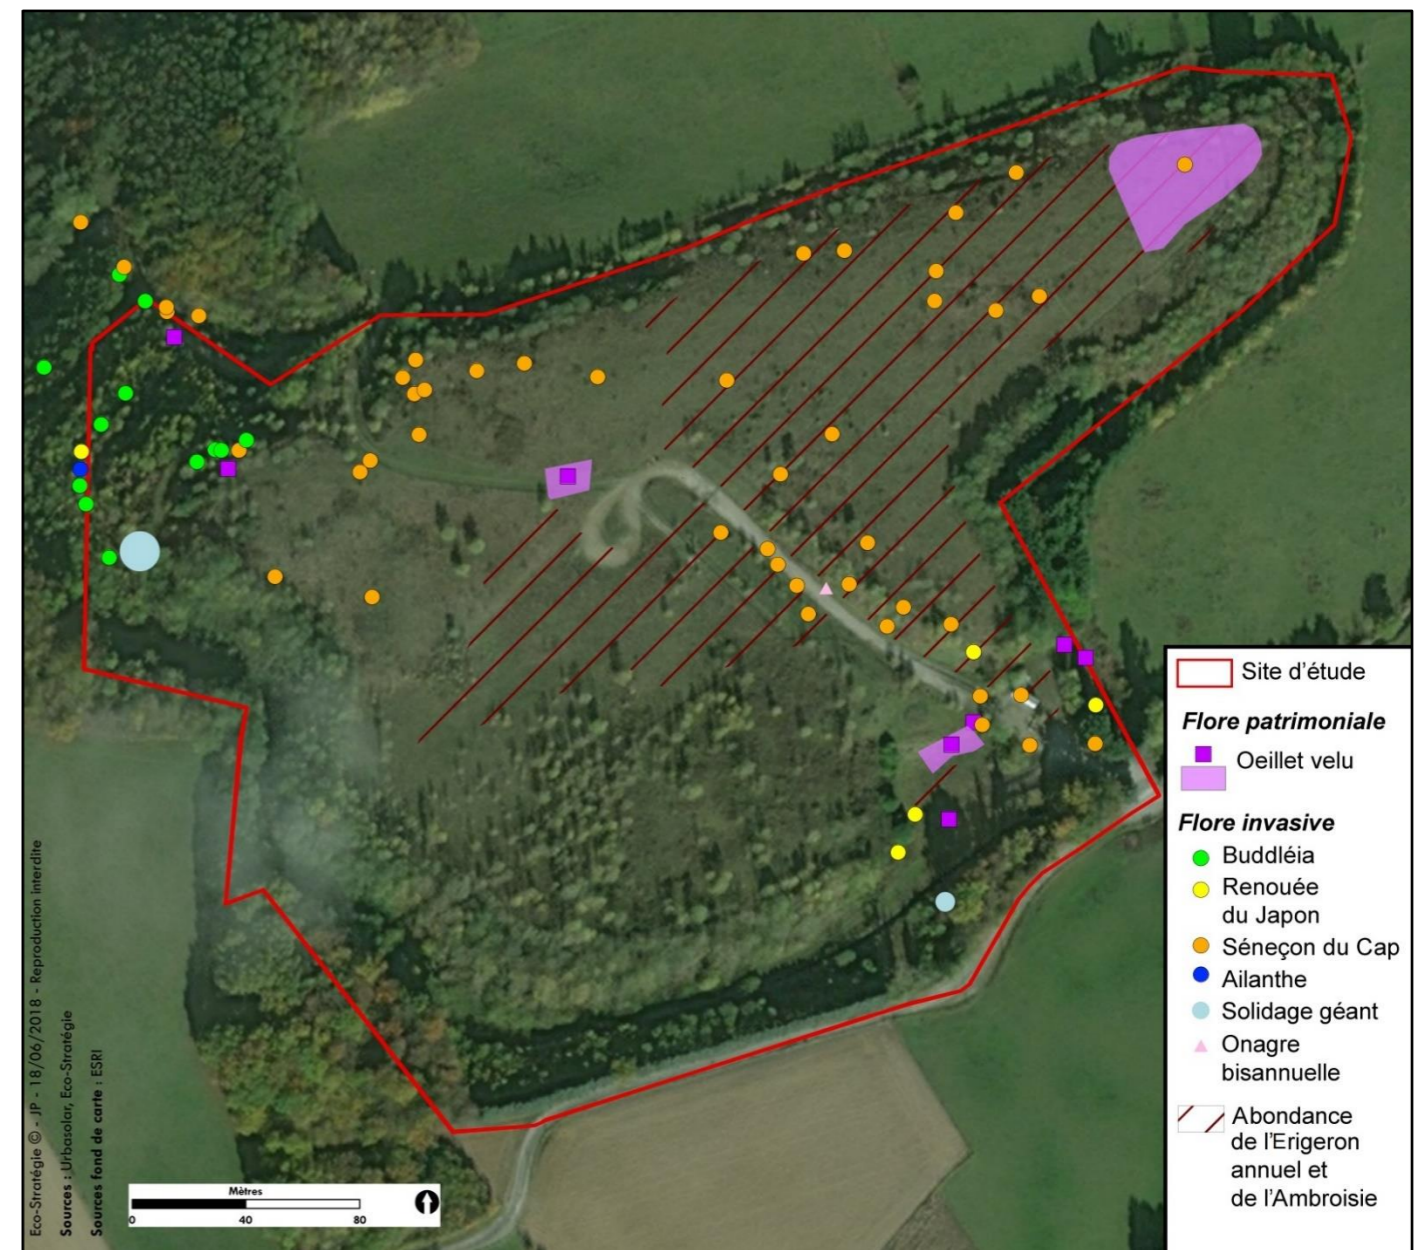 Site d'étude
Flore patrimoniale
Oeillet velu
Flore invasive
Buddléia
Renouée
du Japon
Séneçon du Cap
Ailanthe
Solidage géant
Onagre
bisannuelle
Abondance
de l'Erigeron
annuel et
de l'Ambroisie
Eco-Stratégie © - JP - 18/06/2018 - Reproduction interdite
Sources : Urbasolar, Eco-Stratégie
Sources fond de carte : ESRI
Mètres
0 40 80